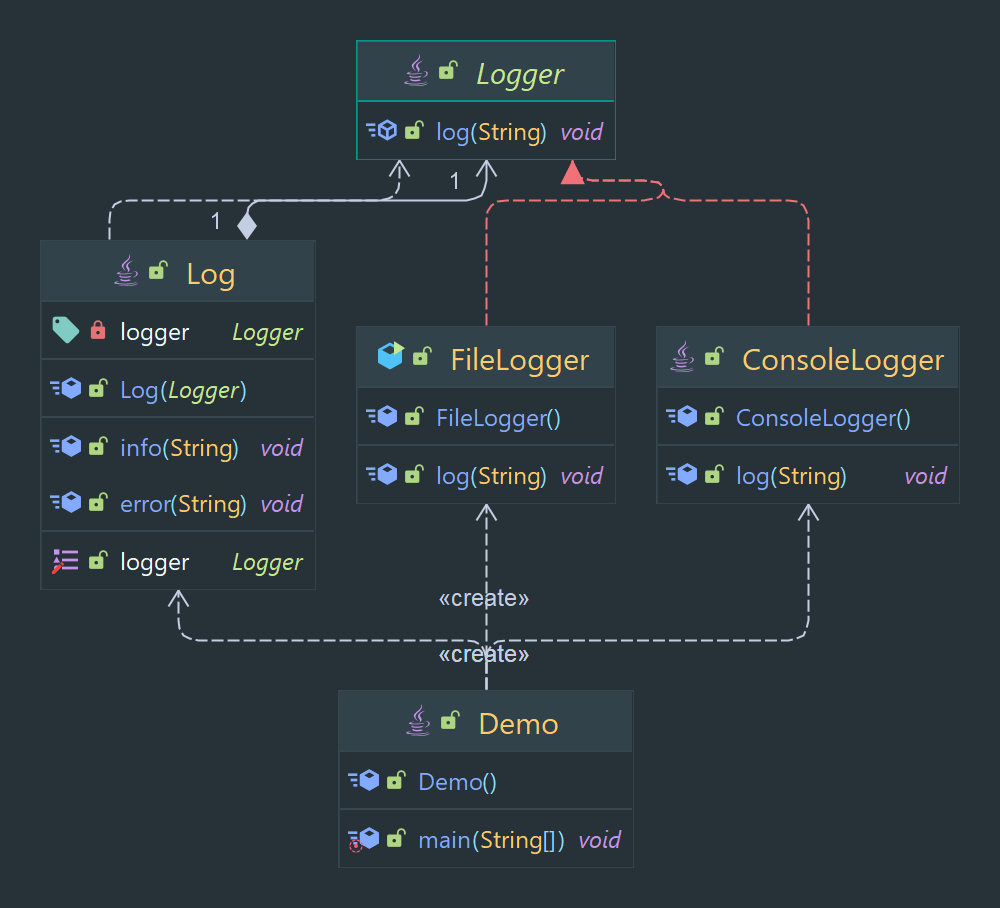 Logger
log(String) void
1
1
Log
logger Logger
Log(Logger)
info(String) void
error(String) void
logger Logger
FileLogger
FileLogger()
log(String) void
ConsoleLogger
ConsoleLogger()
log(String) void
«create»
«create»
Demo
Demo()
main(String[]) void